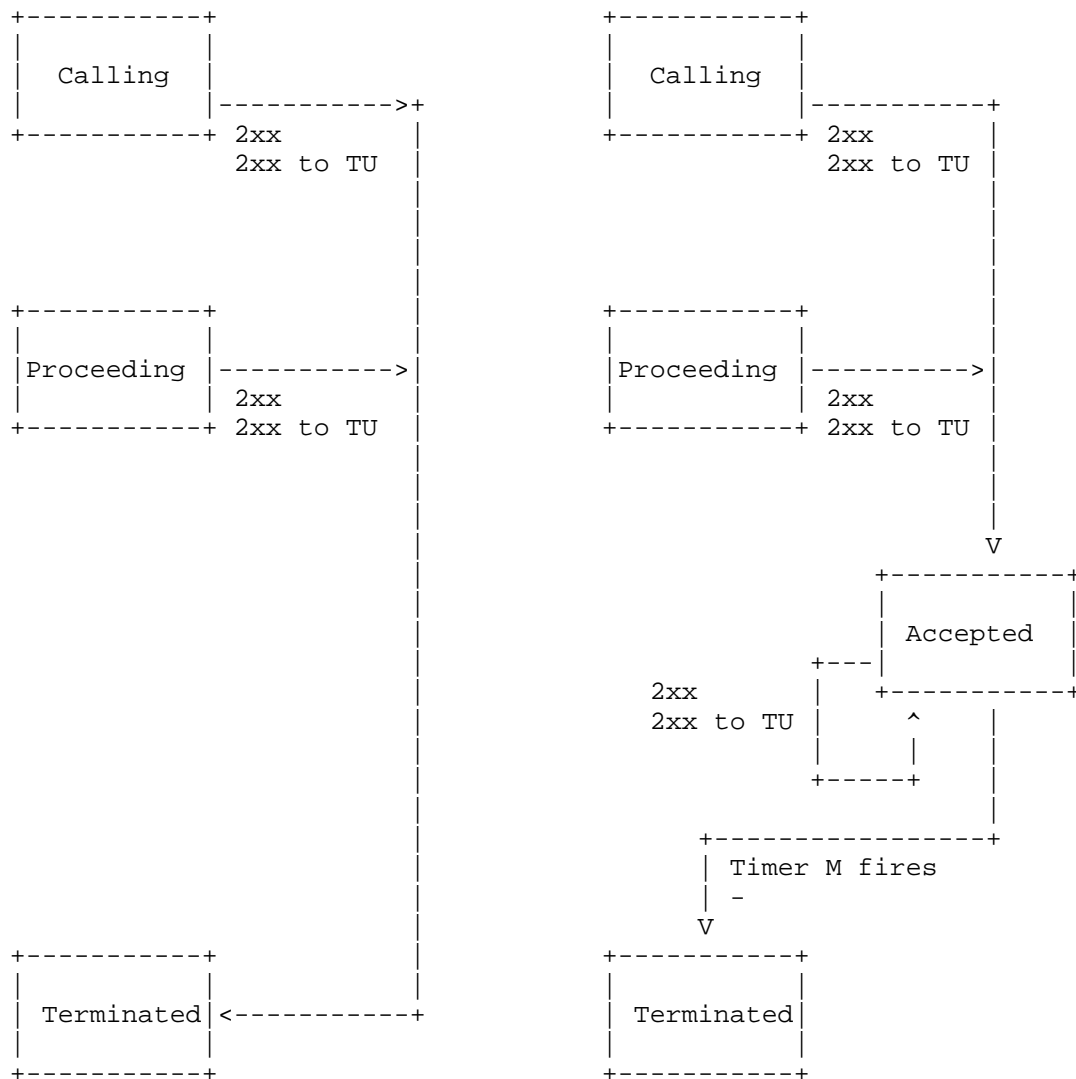 Calling Calling
2xx 2xx
2xx to TU 2xx to TU
Proceeding Proceeding
2xx 2xx
2xx to TU 2xx to TU
V
Accepted
2xx
2xx to TU
Timer M fires
-
V
Terminated Terminated